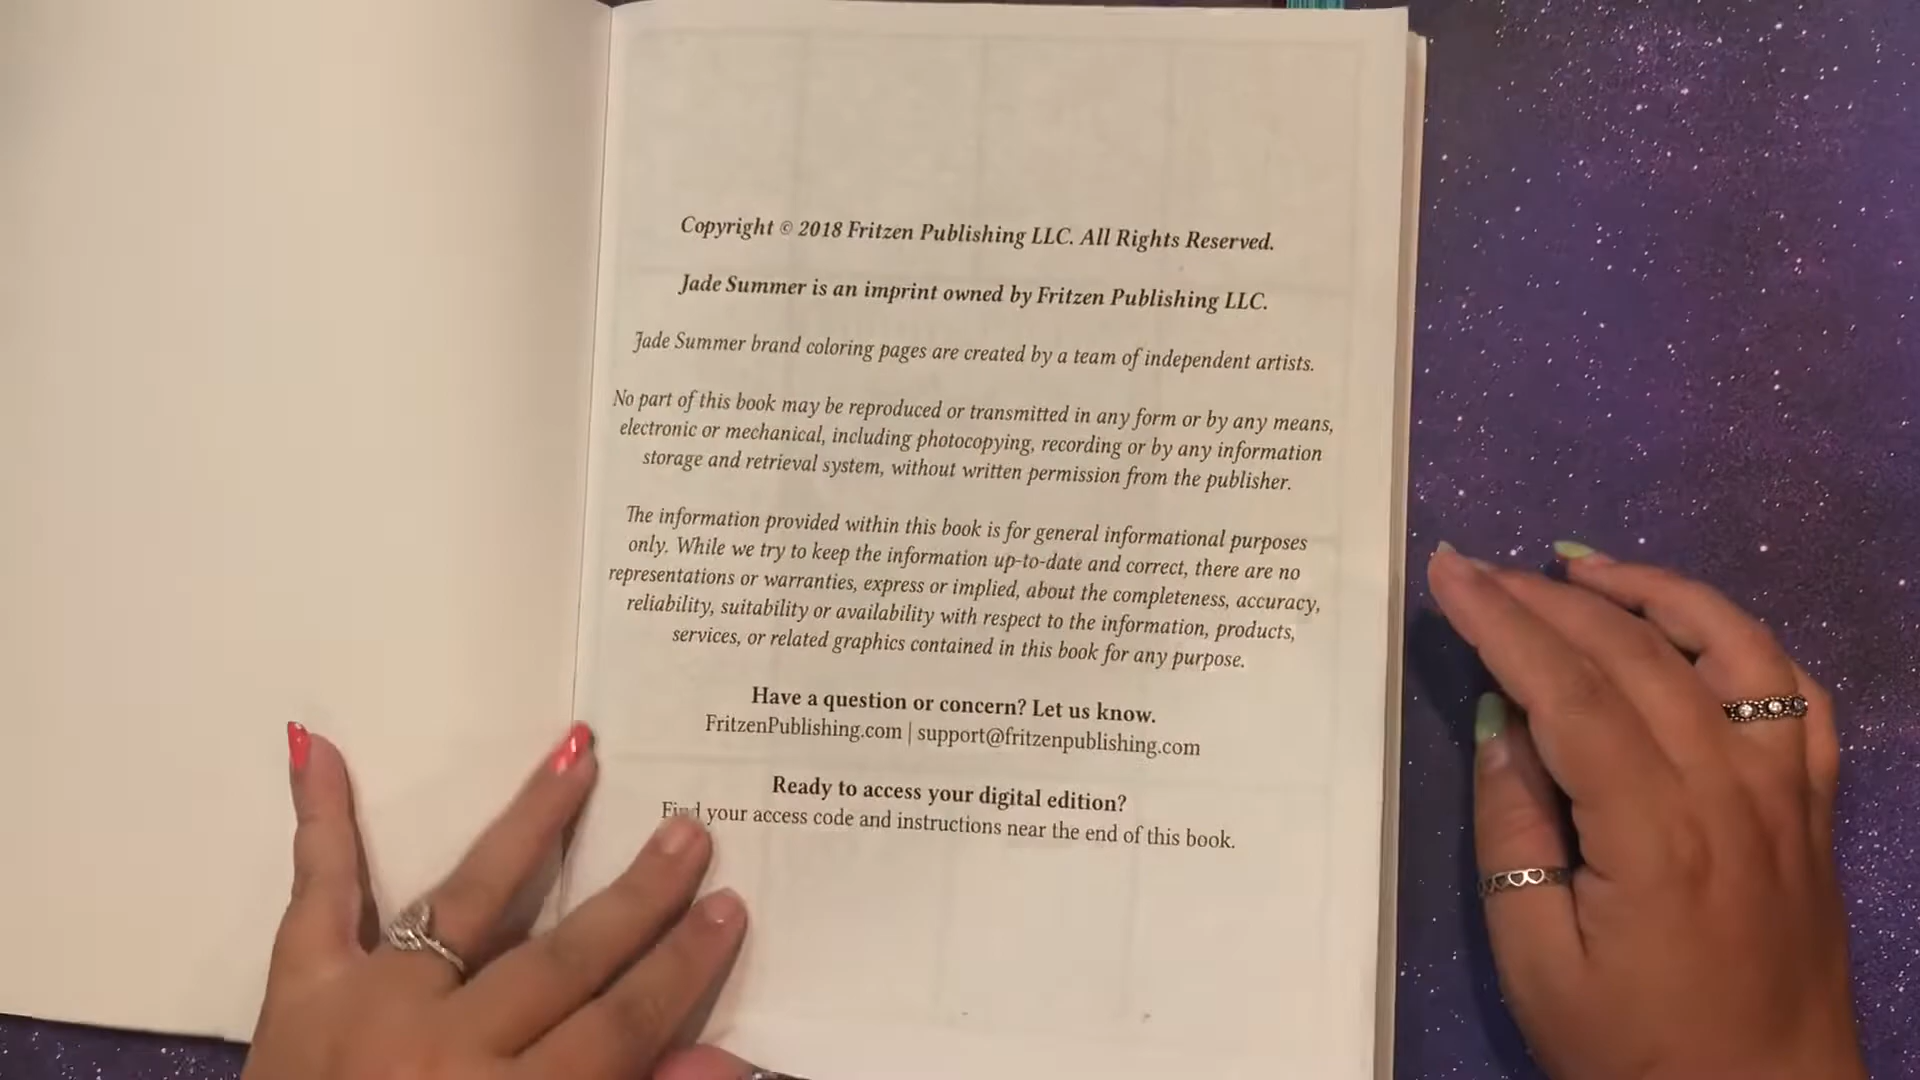 Copyright © 2018 Fritzen Publishing LLC. All Rights Reserved.
Jade Summer is an imprint owned by Fritzen Publishing LLC.
Jade Summer brand coloring pages are created by a team of independent artists.
No part of this book may be reproduced or transmitted in any form or by any means,
electronic or mechanical, including photocopying, recording or by any information
storage and retrieval system, without written permission from the publisher.
The information provided within this book is for general informational purposes
only. While we try to keep the information up-to-date and correct, there are no
representations or warranties, express or implied, about the completeness, accuracy,
reliability, suitability or availability with respect to the information, products,
services, or related graphics contained in this book for any purpose.
Have a question or concern? Let us know.
FritzenPublishing.com | support@fritzenpublishing.com
Ready to access your digital edition?
Find your access code and instructions near the end of this book.